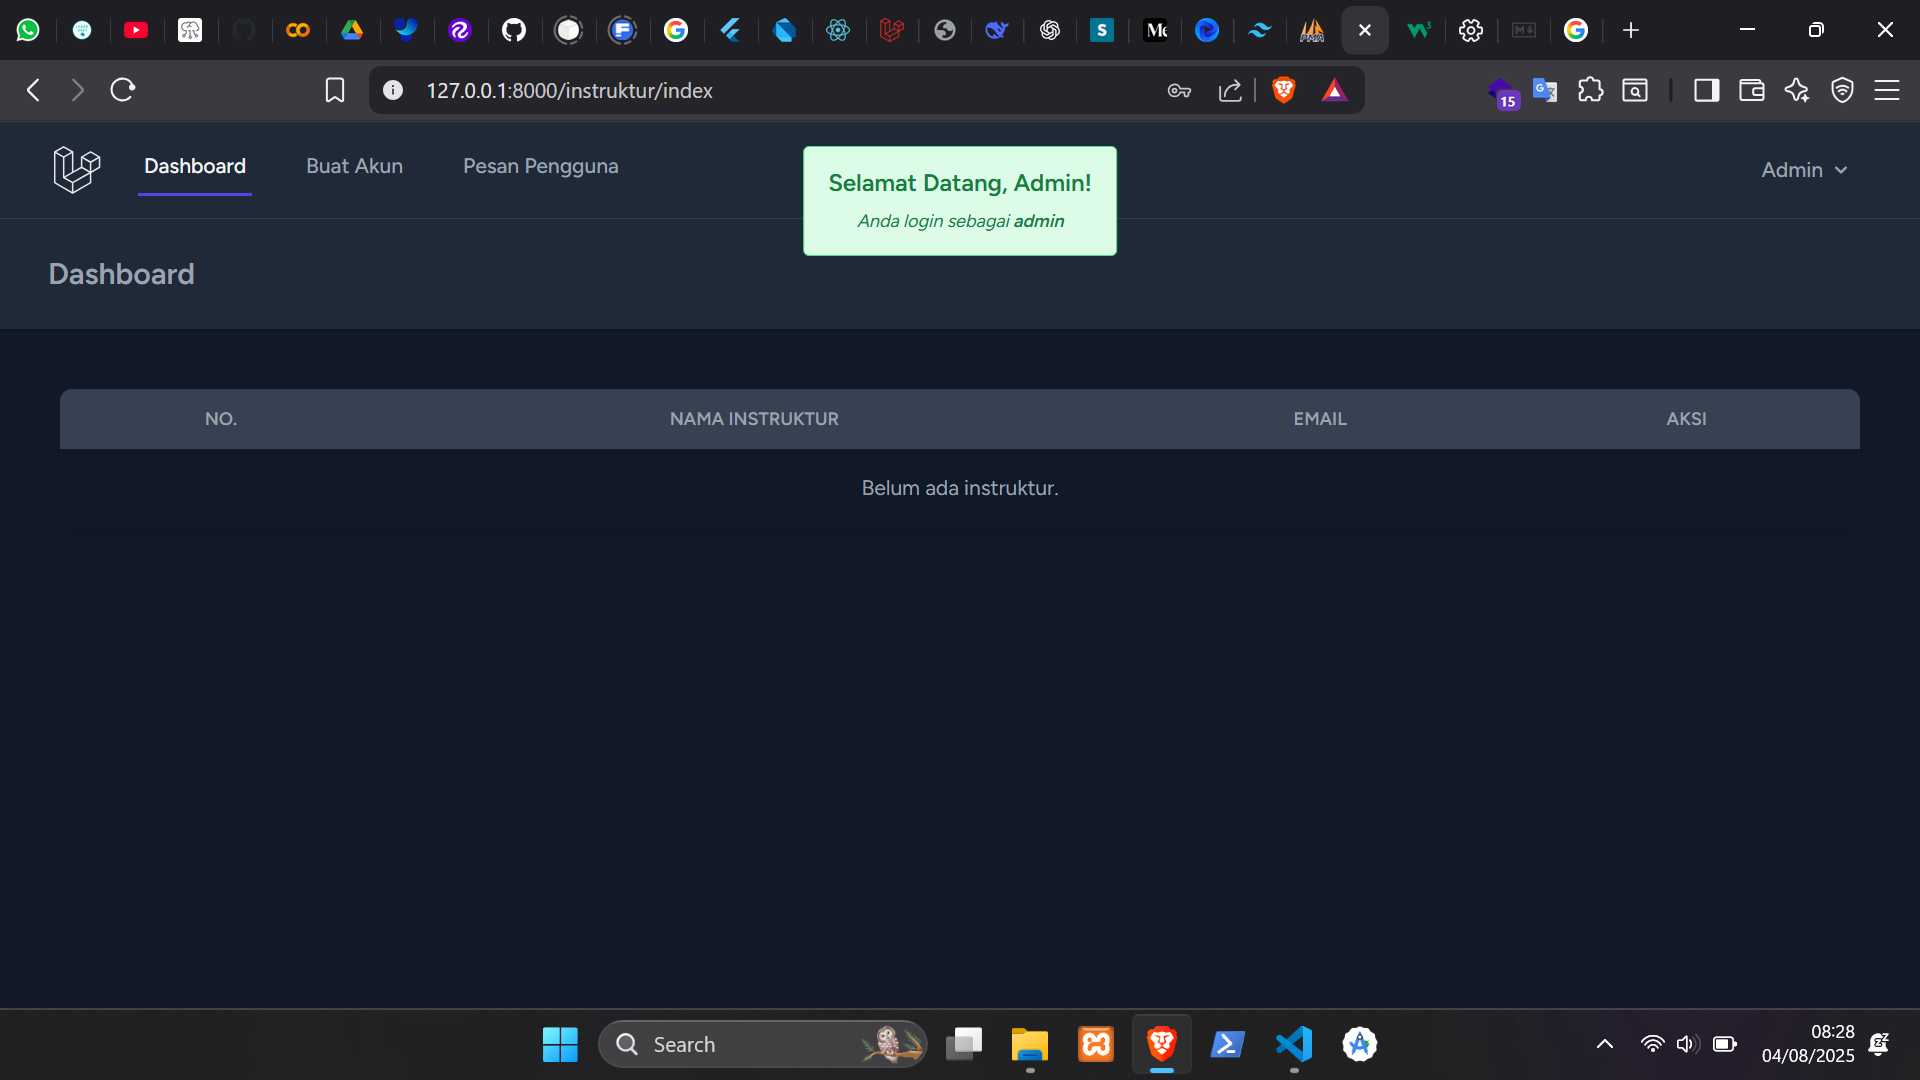 127.0.0.1:8000/instruktur/index
15
Dashboard
Buat Akun
Pesan Pengguna
Selamat Datang, Admin!
Anda login sebagai admin
Admin
Dashboard
NO.
NAMA INSTRUKTUR
EMAIL
AKSI
Belum ada instruktur.
Search
08:28
04/08/2025